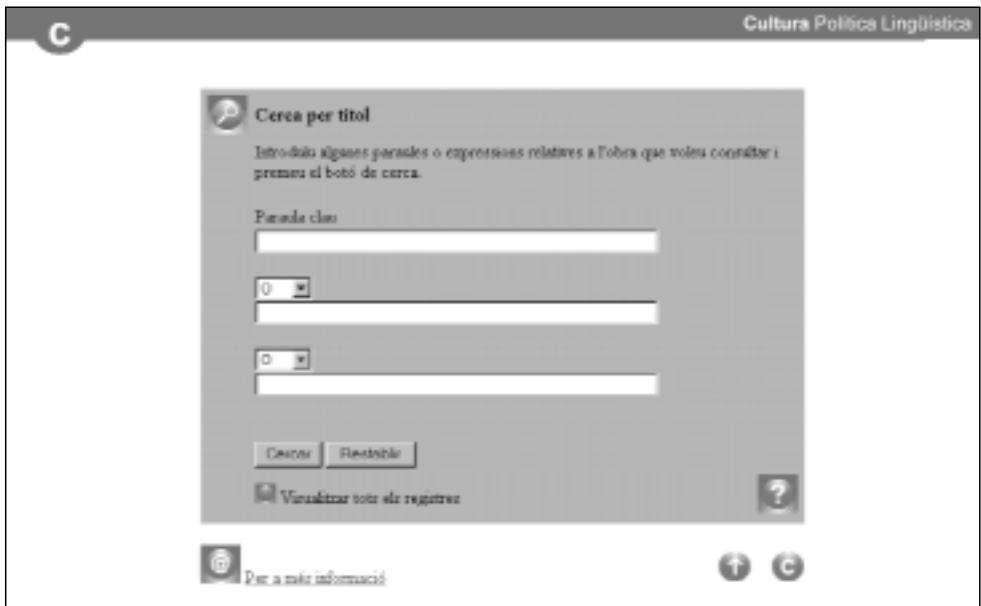 Cultura Política Lingüística
C
Cerca per títol
Introduïu algunes paraules o expressions relatives a l'obra que voleu consultar i
premeu el botó de cerca.
Paraula clau
O
O
Cercar Restablir
Visualitzar tots els registres
?
Per a més informació
C